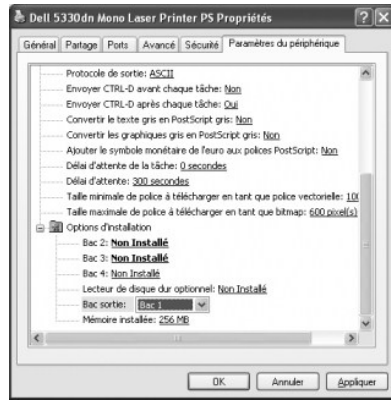 Dell 5330dn Mono Laser Printer PS Propriétés
Général Partage Ports Avancé Sécurité Paramètres du périphérique
Protocole de sortie: ASCII
Envoyer CTRL-D avant chaque tâche: Non
Envoyer CTRL-D après chaque tâche: Oui
Convertir le texte gris en PostScript gris: Non
Convertir les graphiques gris en PostScript gris: Non
Ajouter le symbole monétaire de l'euro aux polices PostScript: Non
Délai d'attente de la tâche: 0 secondes
Délai d'attente: 300 secondes
Taille minimale de police à télécharger en tant que police vectorielle: 100
Taille maximale de police à télécharger en tant que bitmap: 600 pixel(s)
Options d'installation
Bac 2: Non Installé
Bac 3: Non Installé
Bac 4: Non Installé
Lecteur de disque dur optionnel: Non Installé
Bac sortie: Bac 1
Mémoire installée: 256 MB
OK Annuler Appliquer